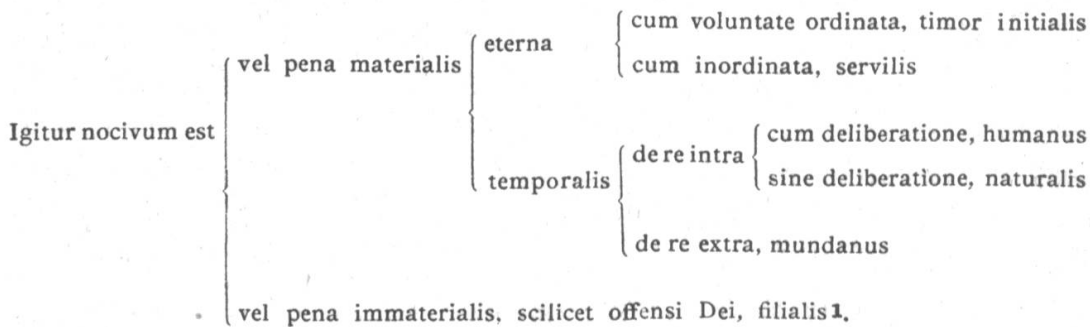 cum voluntate ordinata, timor initialis
eterna
vel pena materialis
cum inordinata, servilis
Igitur nocivum est
cum deliberatione, humanus
de re intra
temporalis
sine deliberatione, naturalis
de re extra, mundanus
vel pena immaterialis, scilicet offensi Dei, filialis 1.